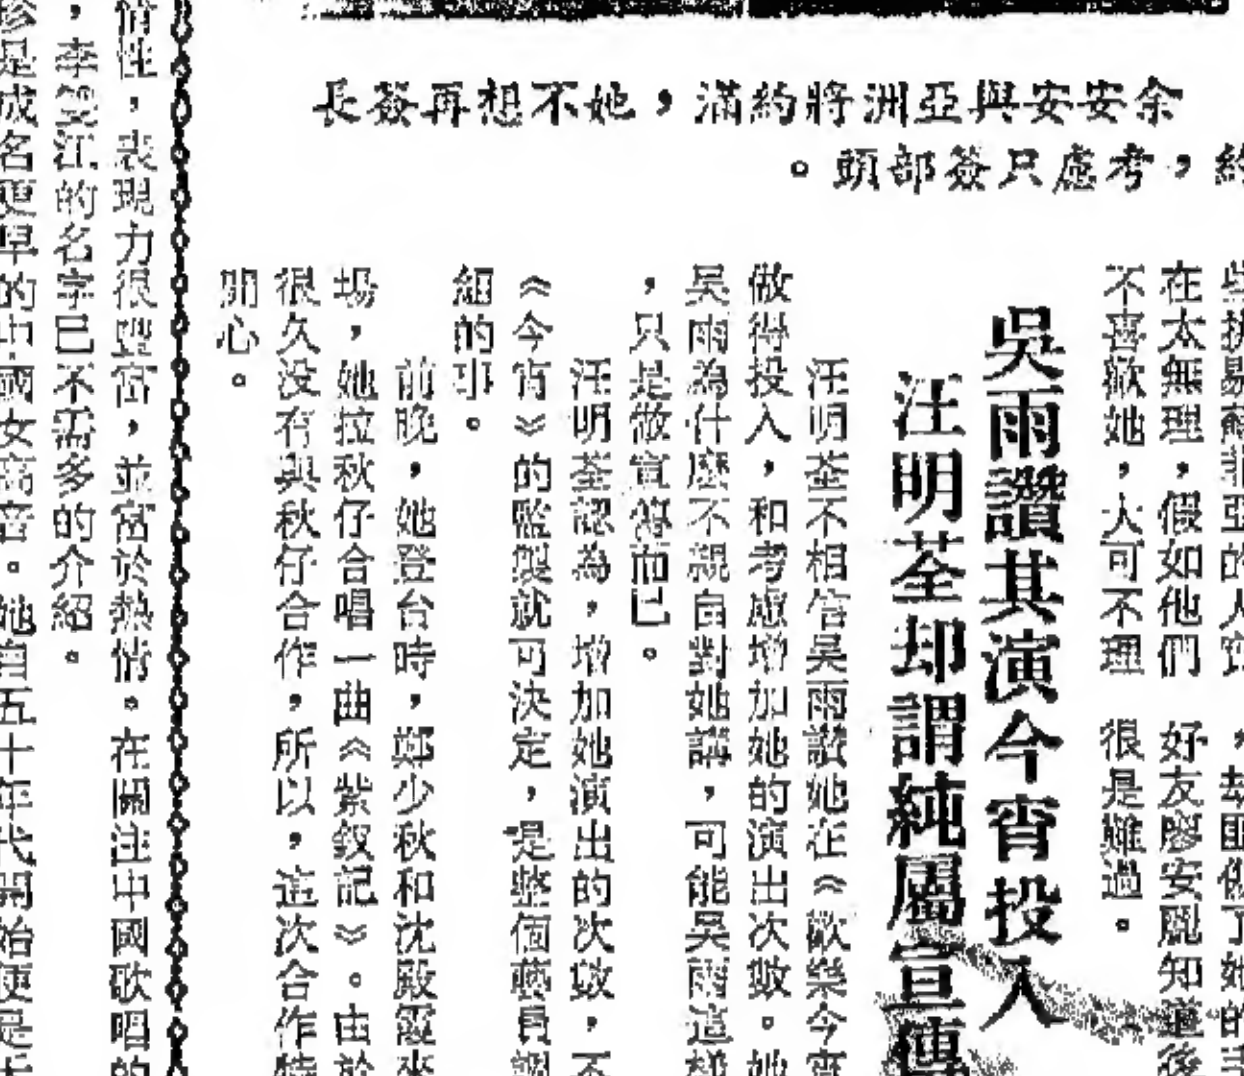 余安安與亞洲將約滿，她不想再簽長
約，考慮只簽部頭。
在太無理，假如他們
不喜歡她，大可不理
好友廖安麗知道後
很是難過。
吳雨讚其演今宵投入
汪明荃却謂純屬宣傳
汪明荃不相信吳雨讚她在《歡樂今宵
做得投入，和考慮增加她的演出次數。她
吳雨為什麼不親自對她講，可能吳雨這樣
，只是做宣傳而已。
汪明荃認為，增加她演出的次數，不
《今宵》的監製就可決定，是整個藝員調
組的事。
前晚，她登台時，鄭少秋和沈殿霞來
場，她拉秋仔合唱一曲《紫釵記》。由於
很久没有與秋仔合作，所以，這次合作特
開心。
情性，表現力很豐富，並富於熱情。在關注中國歌唱的
，李 江的名字已不需多的介紹。
是成名更早的中國女高音。她自五十年代開始便是